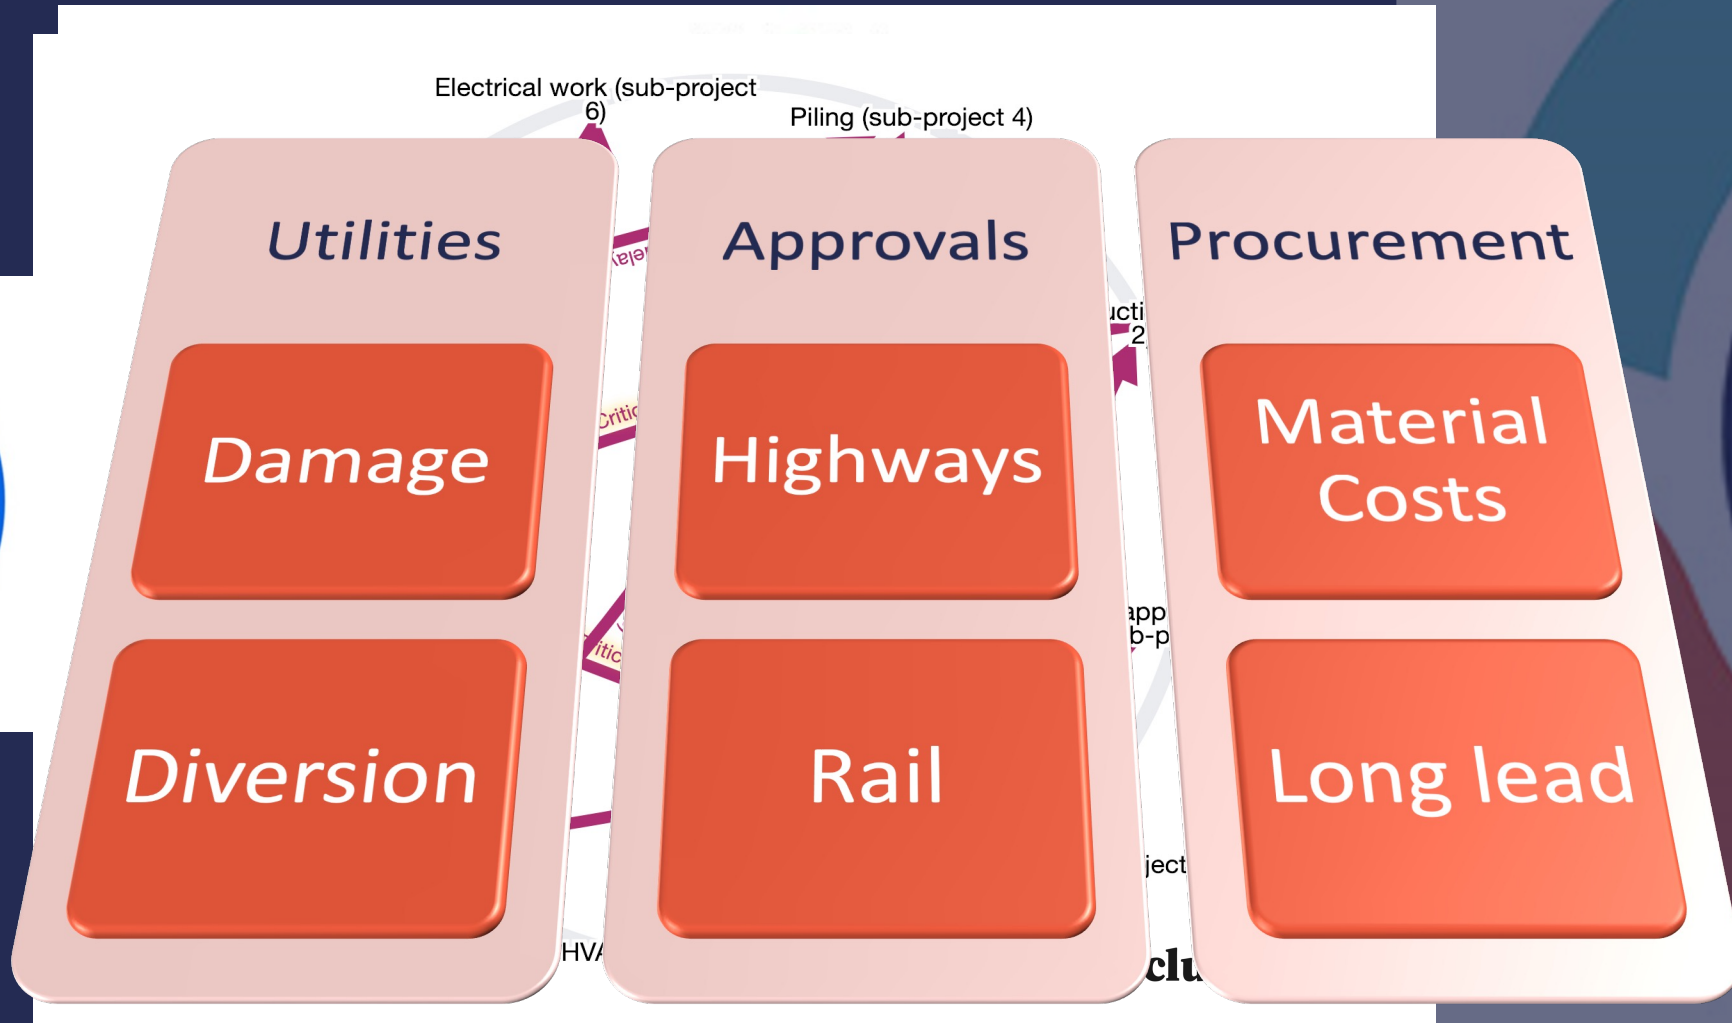 Electrical work (sub-project
6)
Piling (sub-project 4)
Utilities
Approvals
Procurement
Damage
Highways
Material
Costs
Diversion
Rail
Long lead